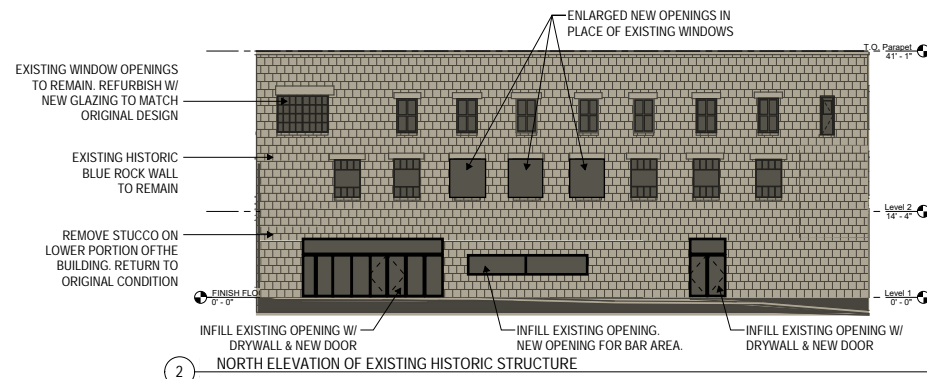 ENLARGED NEW OPENINGS IN
PLACE OF EXISTING WINDOWS
T.O. Parapet
41' - 1"
EXISTING WINDOW OPENINGS
TO REMAIN. REFURBISH W/
NEW GLAZING TO MATCH
ORIGINAL DESIGN
EXISTING HISTORIC
BLUE ROCK WALL
TO REMAIN
Level 2
14' - 4"
REMOVE STUCCO ON
LOWER PORTION OFTHE
BUILDING. RETURN TO
ORIGINAL CONDITION
FINISH FLO
0' - 0"
Level 1
0' - 0"
INFILL EXISTING OPENING W/
DRYWALL & NEW DOOR
INFILL EXISTING OPENING.
NEW OPENING FOR BAR AREA.
INFILL EXISTING OPENING W/
DRYWALL & NEW DOOR
2
NORTH ELEVATION OF EXISTING HISTORIC STRUCTURE